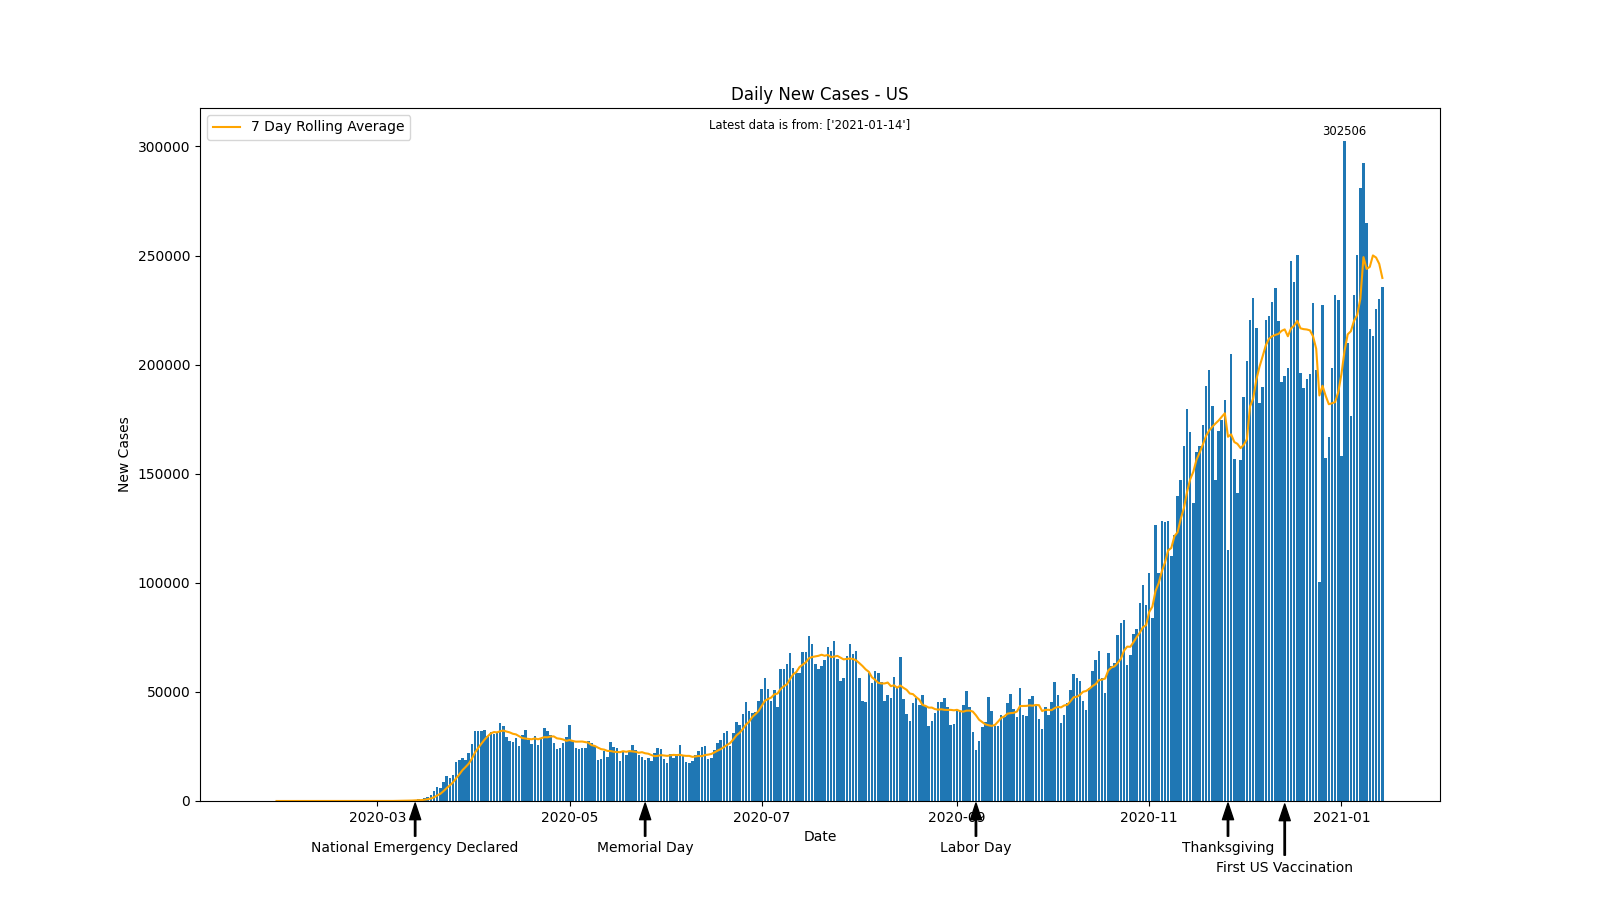 Daily New Cases - US
7 Day Rolling Average
Latest data is from: ['2021-01-14']
302506
300000
250000
200000
150000
100000
50000
0
New Cases
2020-03
2020-05
2020-07
2020-09
2020-11
2021-01
Date
National Emergency Declared
Memorial Day
Labor Day
Thanksgiving
First US Vaccination